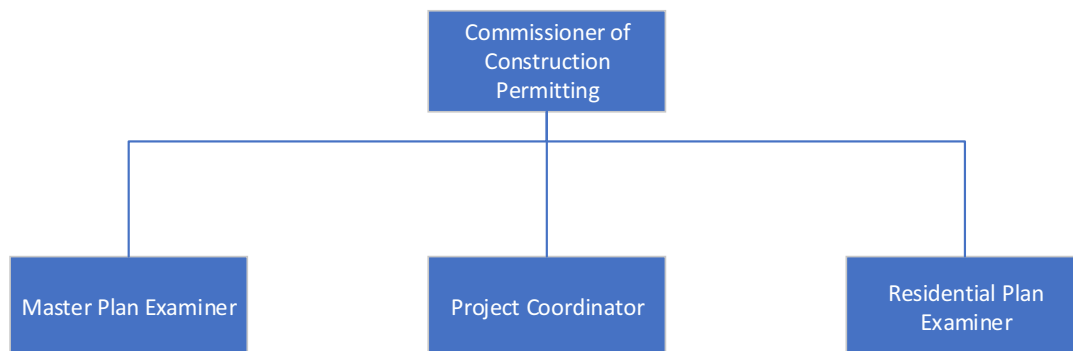 Commissioner of
Construction
Permitting
Master Plan Examiner
Project Coordinator
Residential Plan
Examiner